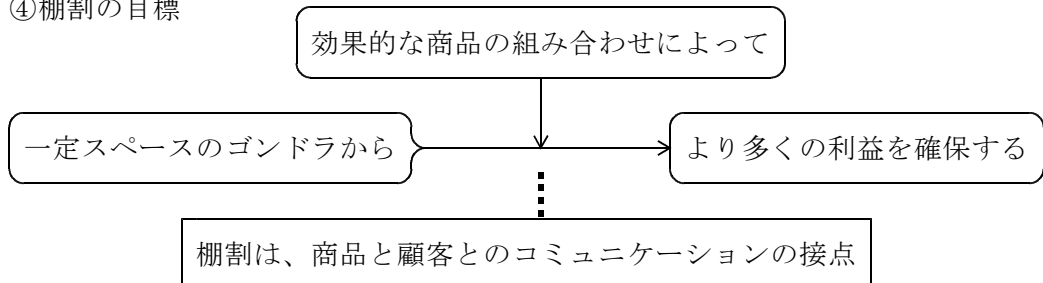 ④棚割の目標
効果的な商品の組み合わせによって
一定スペースのゴンドラから
より多くの利益を確保する
棚割は、商品と顧客とのコミュニケーションの接点